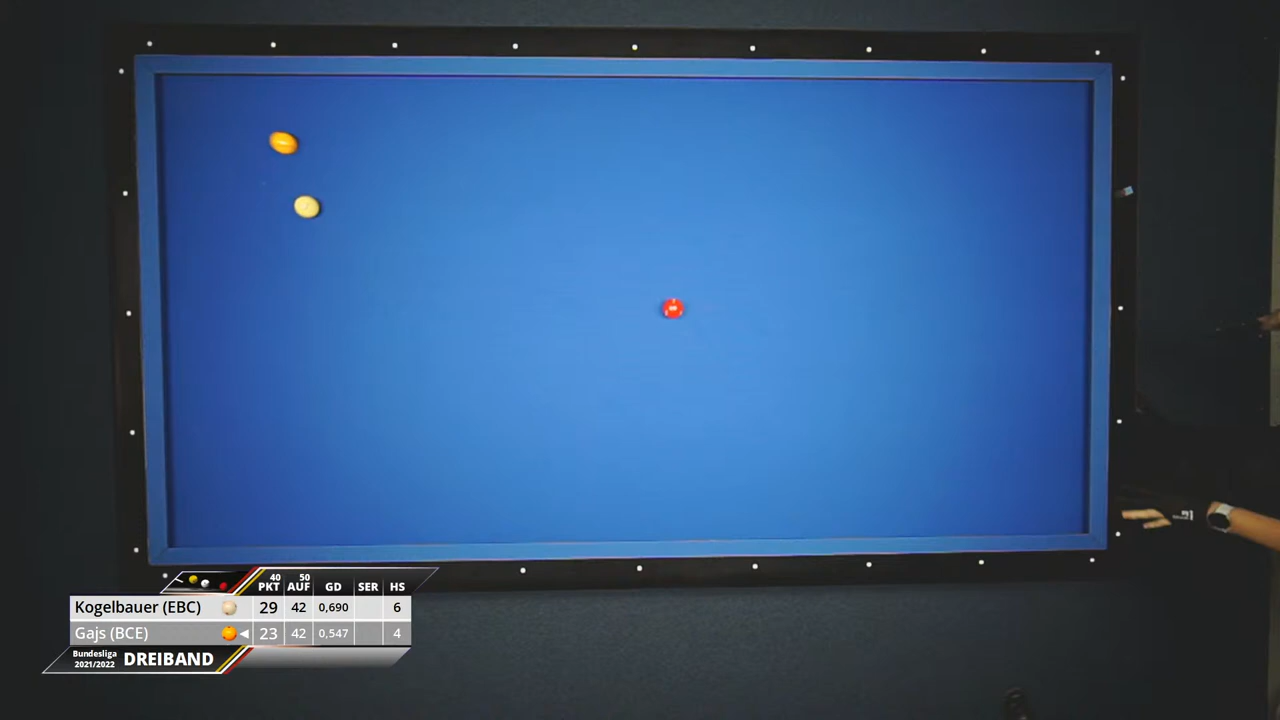 40 50
PKT AUF GD SER HS
Kogelbauer (EBC) 29 42 0,690 6
Gajs (BCE) 23 42 0,547 4
Bundesliga
2021/2022 DREIBAND